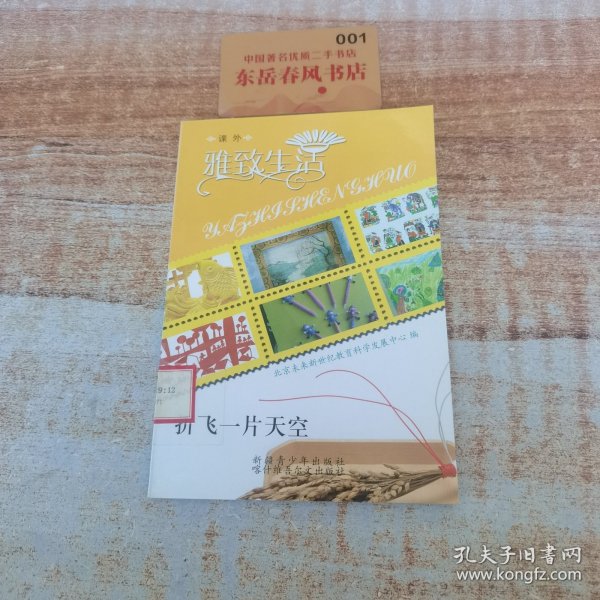 001
中国著名优质二手书店
东岳春风书店
课外
雅致生活
YAZHISHENGHUO
北京未来新世纪教育科学发展中心 编
9:12
折飞一片天空
新疆青少年出版社
喀什维吾尔文出版社
孔夫子旧书网
www.kongfz.com